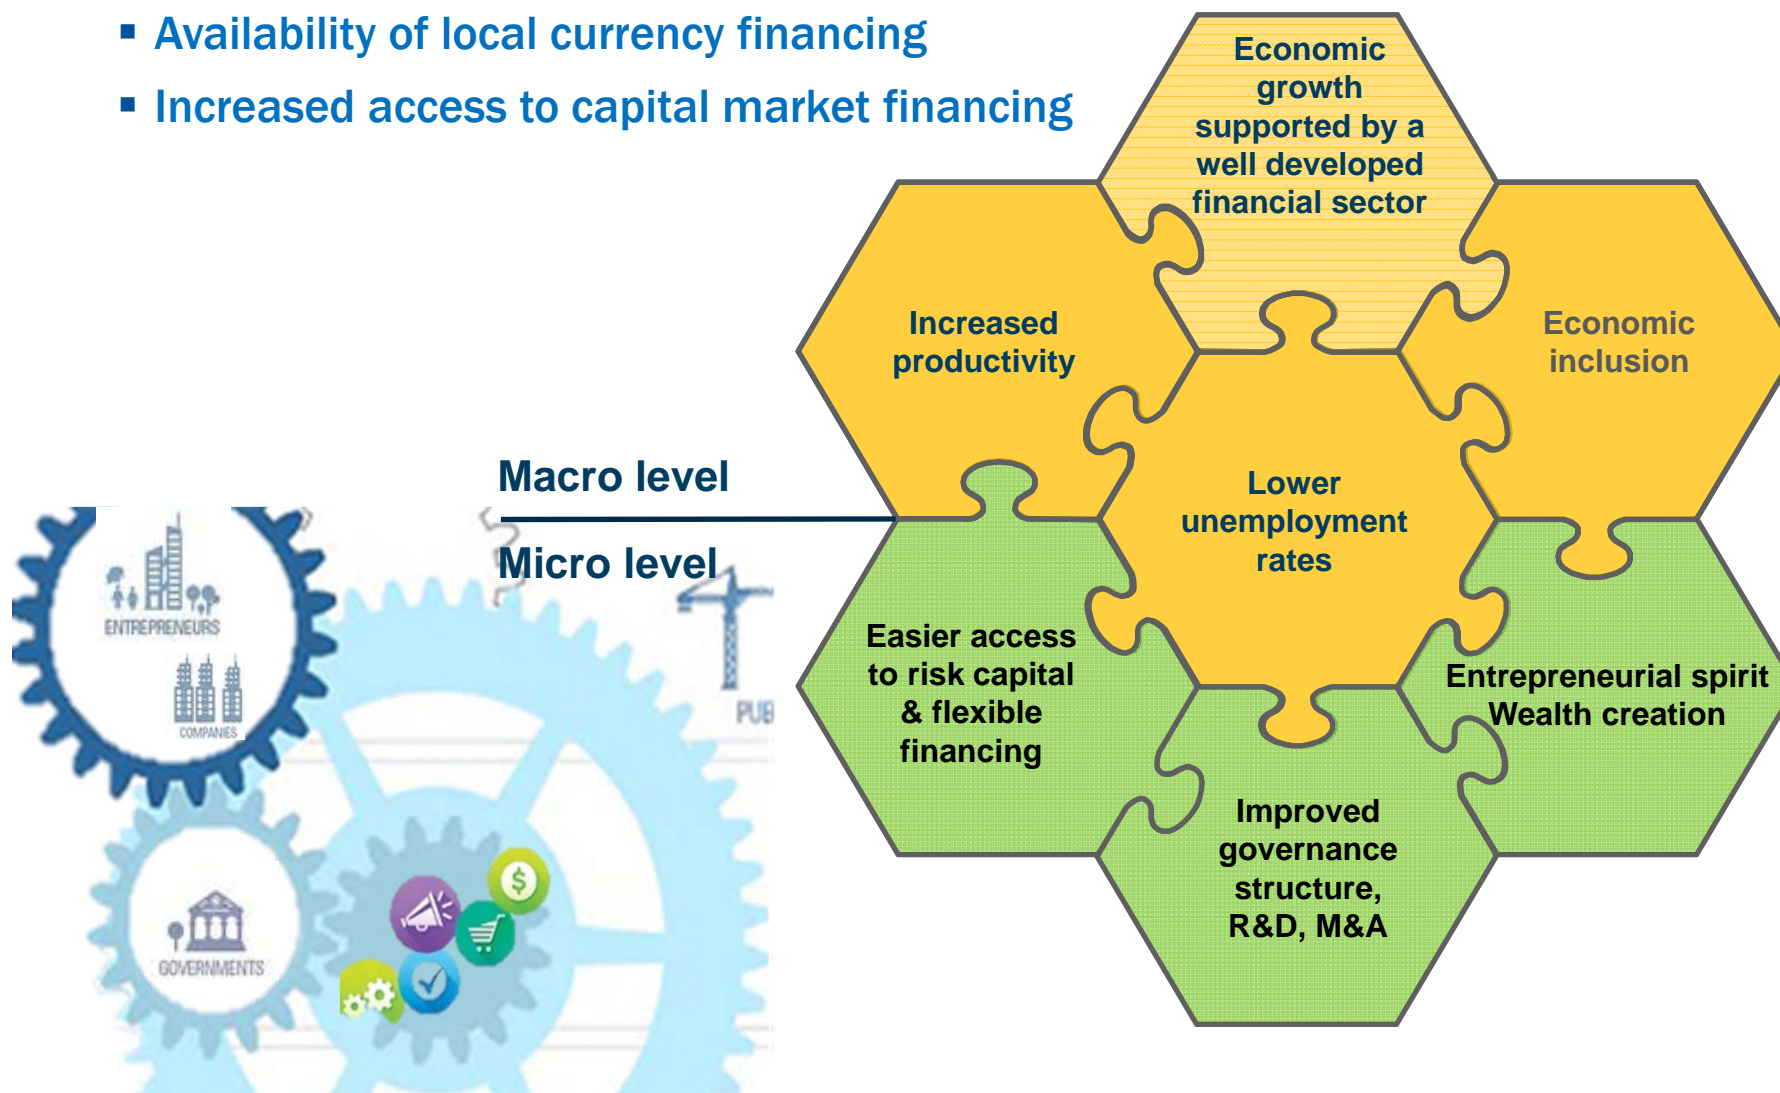 ▪ Availability of local currency financing
▪ Increased access to capital market financing
Economic
growth
supported by a
well developed
financial sector
Increased
productivity
Economic
inclusion
Macro level
Micro level
Lower
unemployment
rates
ENTREPRENEURS
COMPANIES
PUB
GOVERNMENTS
Easier access
to risk capital
& flexible
financing
Entrepreneurial spirit
Wealth creation
Improved
governance
structure,
R&D, M&A